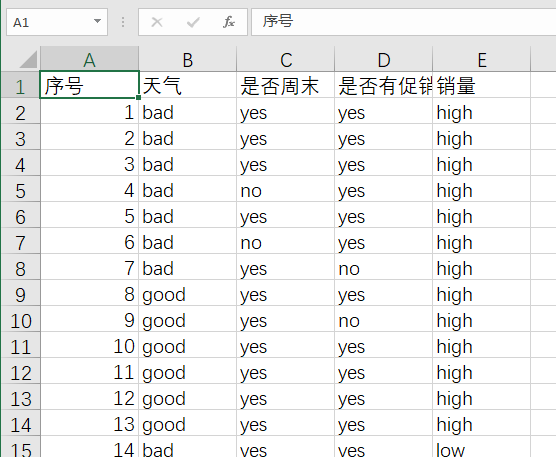 A1 fx 序号
A B C D E
1 序号 天气 是否周末 是否有促销 销量
2 1 bad yes yes high
3 2 bad yes yes high
4 3 bad yes yes high
5 4 bad no yes high
6 5 bad yes yes high
7 6 bad no yes high
8 7 bad yes no high
9 8 good yes yes high
10 9 good yes no high
11 10 good yes yes high
12 11 good yes yes high
13 12 good yes yes high
14 13 good yes yes high
15 14 bad yes yes low